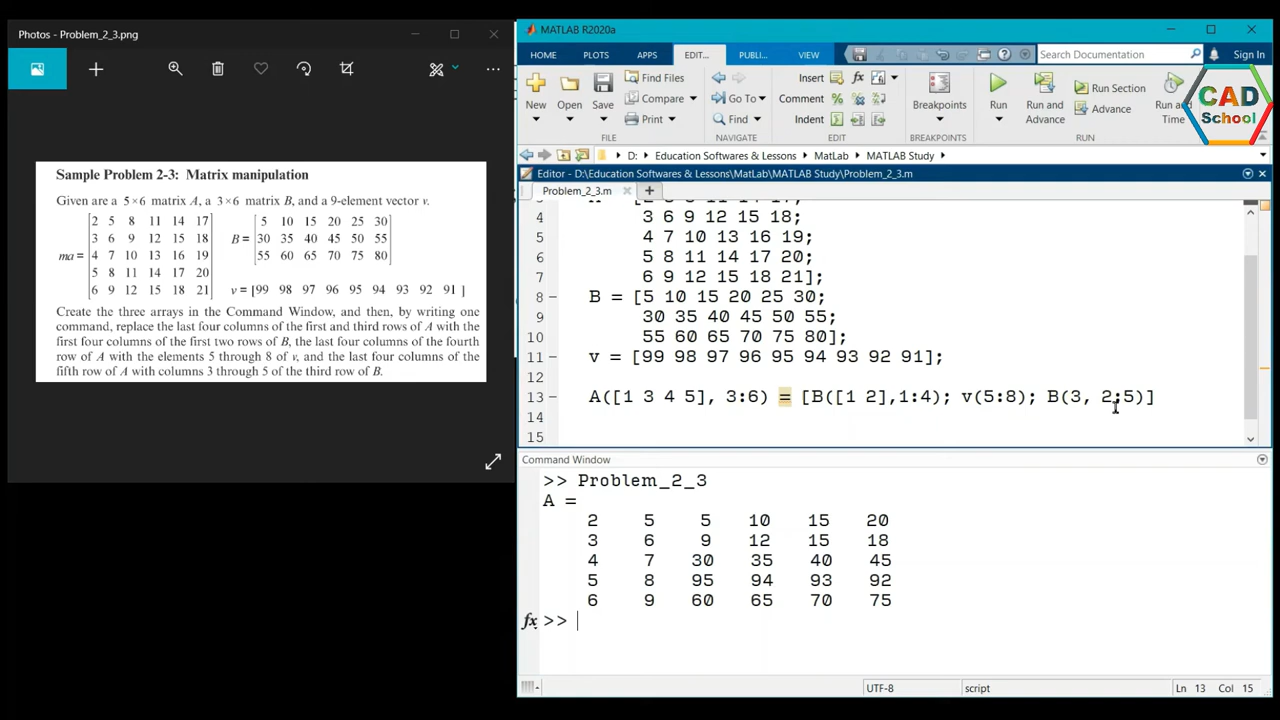 Photos - Problem_2_3.png
Sample Problem 2-3: Matrix manipulation
Given are a 5×6 matrix A, a 3×6 matrix B, and a 9-element vector v.
2 5 8 11 14 17
3 6 9 12 15 18
ma = 4 7 10 13 16 19
5 8 11 14 17 20
6 9 12 15 18 21
5 10 15 20 25 30
B = 30 35 40 45 50 55
55 60 65 70 75 80
v = [99 98 97 96 95 94 93 92 91 ]
Create the three arrays in the Command Window, and then, by writing one
command, replace the last four columns of the first and third rows of A with the
first four columns of the first two rows of B, the last four columns of the fourth
row of A with the elements 5 through 8 of v, and the last four columns of the
fifth row of A with columns 3 through 5 of the third row of B.
MATLAB R2020a
HOME PLOTS APPS EDIT... PUBLI... VIEW Search Documentation Sign In
New Open Save Find Files Compare Print Go To Find Insert fx Comment % Indent Breakpoints Run Run and Advance Run Section Advance Run and Time
FILE NAVIGATE EDIT BREAKPOINTS RUN
CAD
School
D: Education Softwares & Lessons MatLab MATLAB Study
Editor - D:\Education Softwares & Lessons\MatLab\MATLAB Study\Problem_2_3.m
Problem_2_3.m
4 3 6 9 12 15 18;
5 4 7 10 13 16 19;
6 5 8 11 14 17 20;
7 6 9 12 15 18 21];
8 B = [5 10 15 20 25 30;
9 30 35 40 45 50 55;
10 55 60 65 70 75 80];
11 v = [99 98 97 96 95 94 93 92 91];
12
13 A([1 3 4 5], 3:6) = [B([1 2],1:4); v(5:8); B(3, 2:5)]
14
15
Command Window
>> Problem_2_3
A =
2 5 5 10 15 20
3 6 9 12 15 18
4 7 30 35 40 45
5 8 95 94 93 92
6 9 60 65 70 75
fx >>
UTF-8 script Ln 13 Col 15